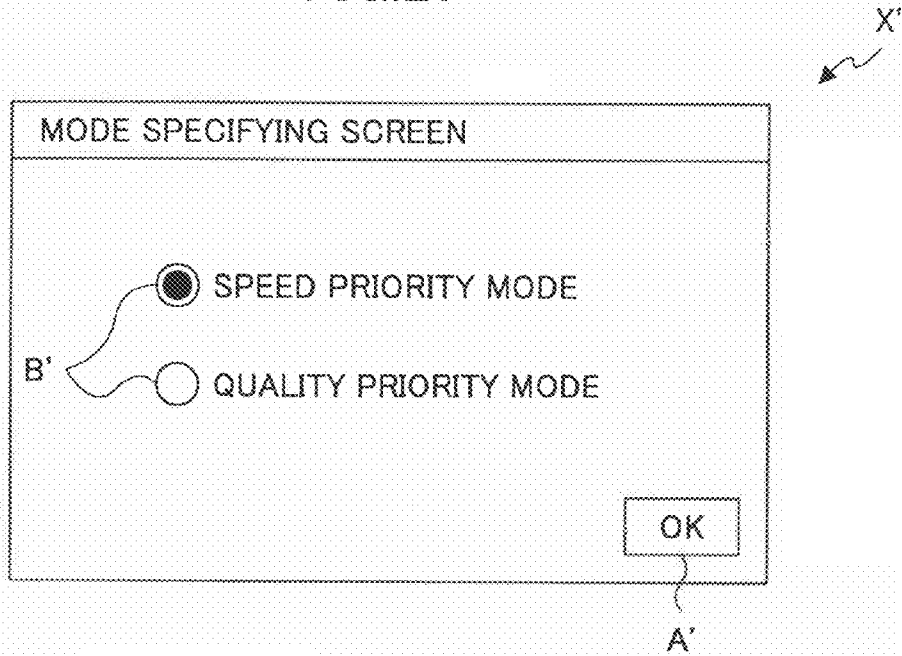 X'
MODE SPECIFYING SCREEN
SPEED PRIORITY MODE
B'
QUALITY PRIORITY MODE
OK
A'